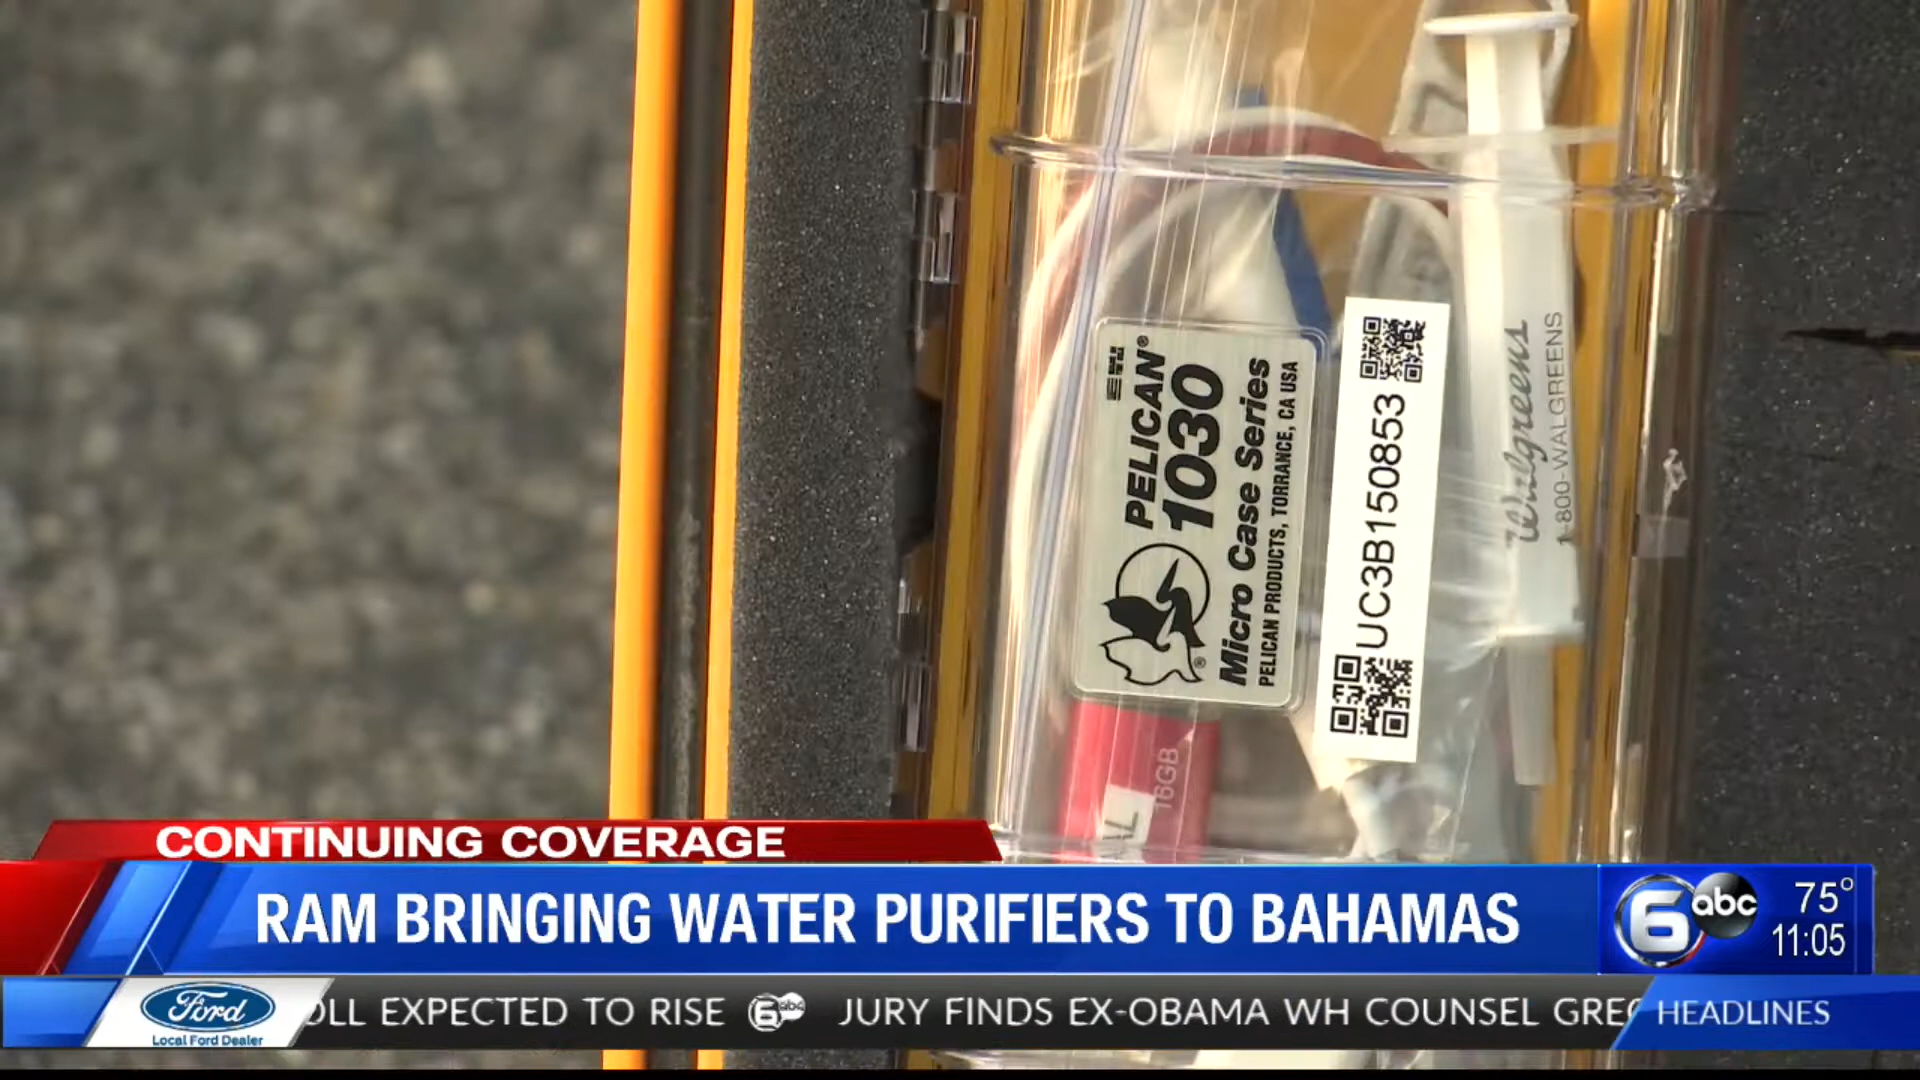 PELICAN®
1030
Micro Case Series
PELICAN PRODUCTS, TORRANCE, CA USA
UC3B150853
Walgreens
1-800-WALGREENS
16GB
CONTINUING COVERAGE
RAM BRINGING WATER PURIFIERS TO BAHAMAS
6 abc
75°
11:05
Ford
Local Ford Dealer
OLL EXPECTED TO RISE 6 abc JURY FINDS EX-OBAMA WH COUNSEL GREG
HEADLINES